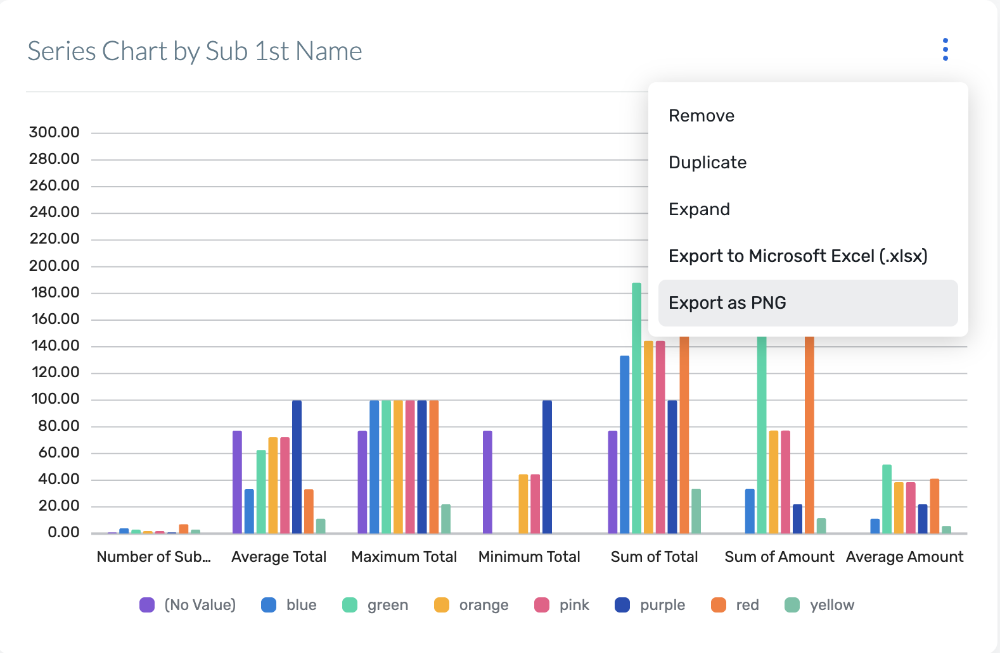 Series Chart by Sub 1st Name
Remove
Duplicate
Expand
Export to Microsoft Excel (.xlsx)
Export as PNG
300.00
280.00
260.00
240.00
220.00
200.00
180.00
160.00
140.00
120.00
100.00
80.00
60.00
40.00
20.00
0.00
Number of Sub... Average Total Maximum Total Minimum Total Sum of Total Sum of Amount Average Amount
(No Value) blue green orange pink purple red yellow